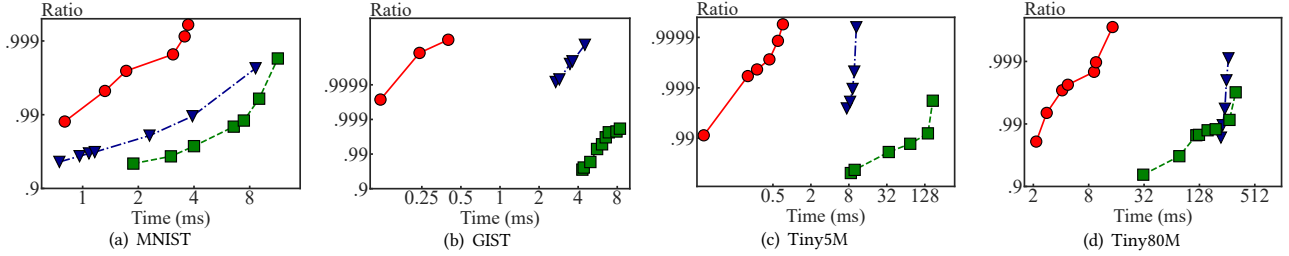 Ratio
.999
.99
.9
1 2 4 8
Time (ms)
(a) MNIST
Ratio
.9999
.999
.99
.9
0.25 0.5 1 2 4 8
Time (ms)
(b) GIST
Ratio
.9999
.999
.99
0.5 2 8 32 128
Time (ms)
(c) Tiny5M
Ratio
.999
.99
.9
2 8 32 128 512
Time (ms)
(d) Tiny80M